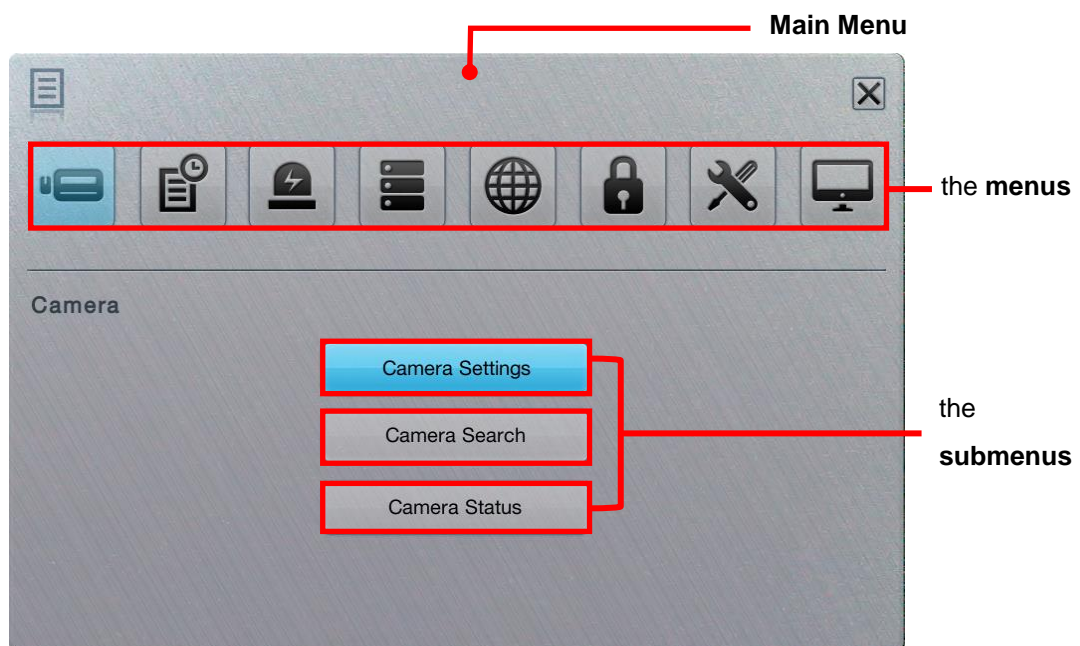 Main Menu
the menus
Camera
Camera Settings
Camera Search
Camera Status
the
submenus